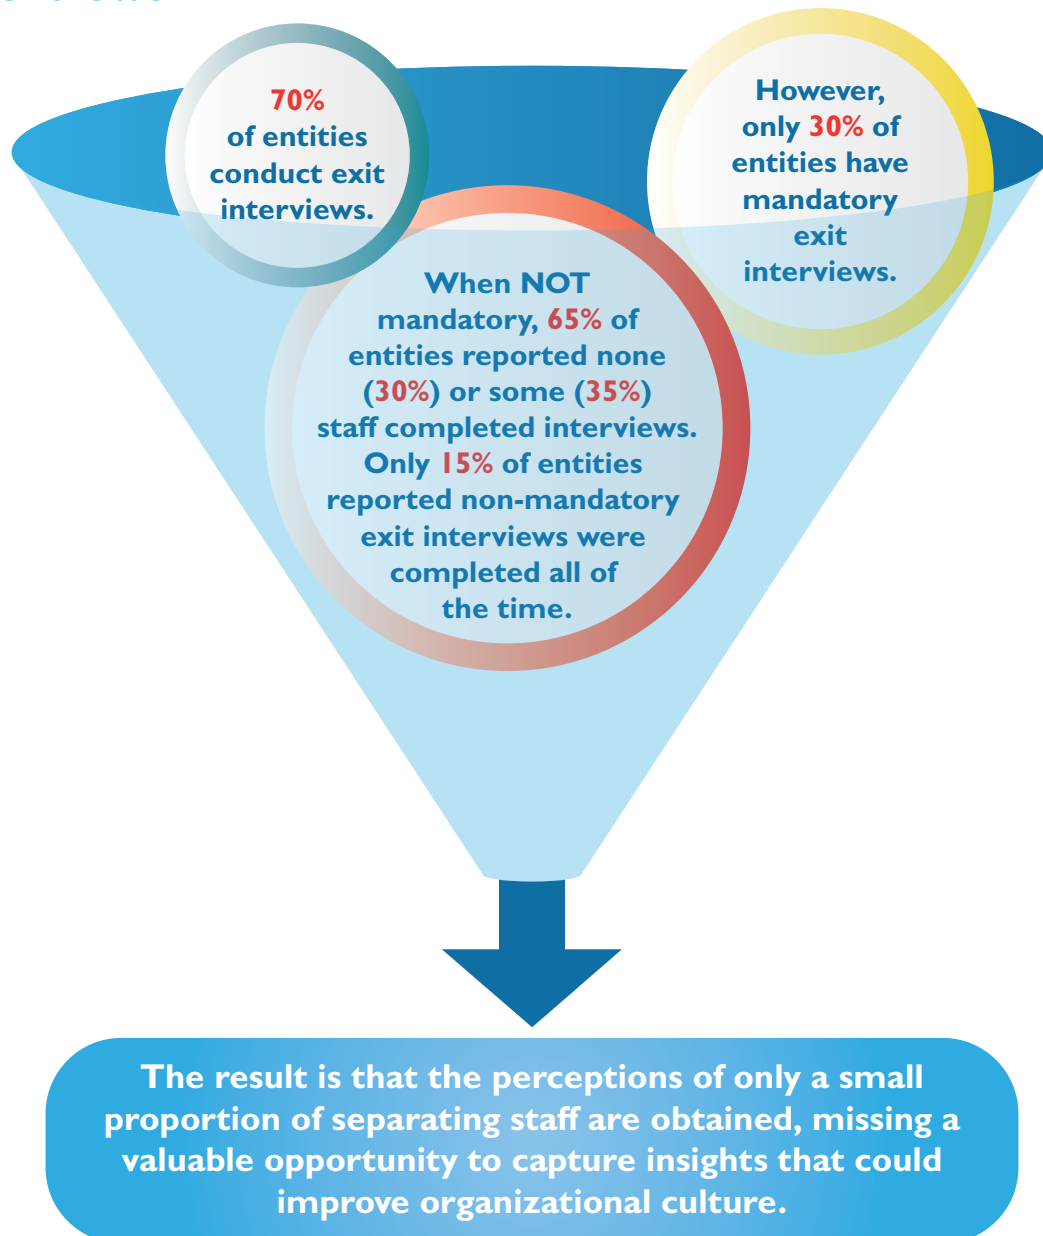 70%
of entities
conduct exit
interviews.
However,
only 30% of
entities have
mandatory
exit
interviews.
When NOT
mandatory, 65% of
entities reported none
(30%) or some (35%)
staff completed interviews.
Only 15% of entities
reported non-mandatory
exit interviews were
completed all of
the time.
The result is that the perceptions of only a small
proportion of separating staff are obtained, missing a
valuable opportunity to capture insights that could
improve organizational culture.